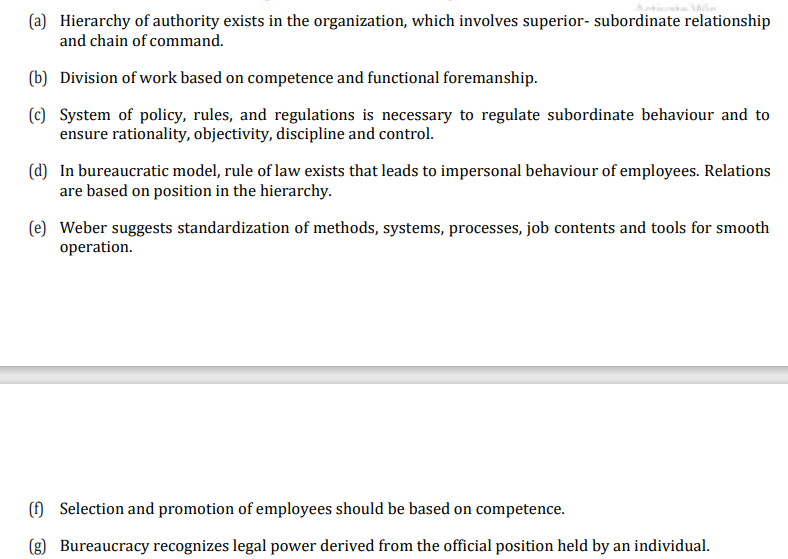 (a) Hierarchy of authority exists in the organization, which involves superior- subordinate relationship
and chain of command.
(b) Division of work based on competence and functional foremanship.
(c) System of policy, rules, and regulations is necessary to regulate subordinate behaviour and to
ensure rationality, objectivity, discipline and control.
(d) In bureaucratic model, rule of law exists that leads to impersonal behaviour of employees. Relations
are based on position in the hierarchy.
(e) Weber suggests standardization of methods, systems, processes, job contents and tools for smooth
operation.
(f) Selection and promotion of employees should be based on competence.
(g) Bureaucracy recognizes legal power derived from the official position held by an individual.